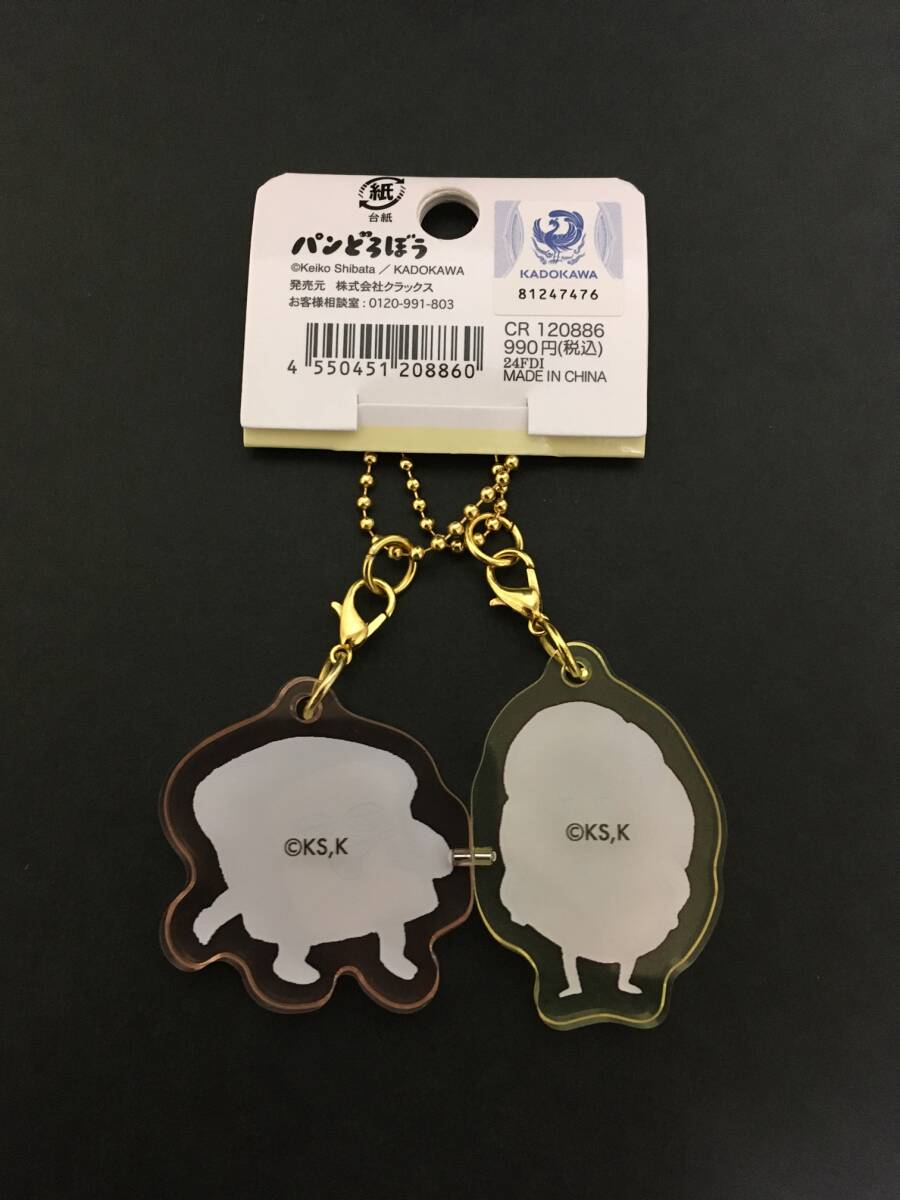 紙
台紙
パンどろぼう
©Keiko Shibata／KADOKAWA
発売元 株式会社クラックス
お客様相談室:0120-991-803
4 550451 208860
KADOKAWA
81247476
CR 120886
990円(税込)
24FDI
MADE IN CHINA
©KS,K
©KS,K